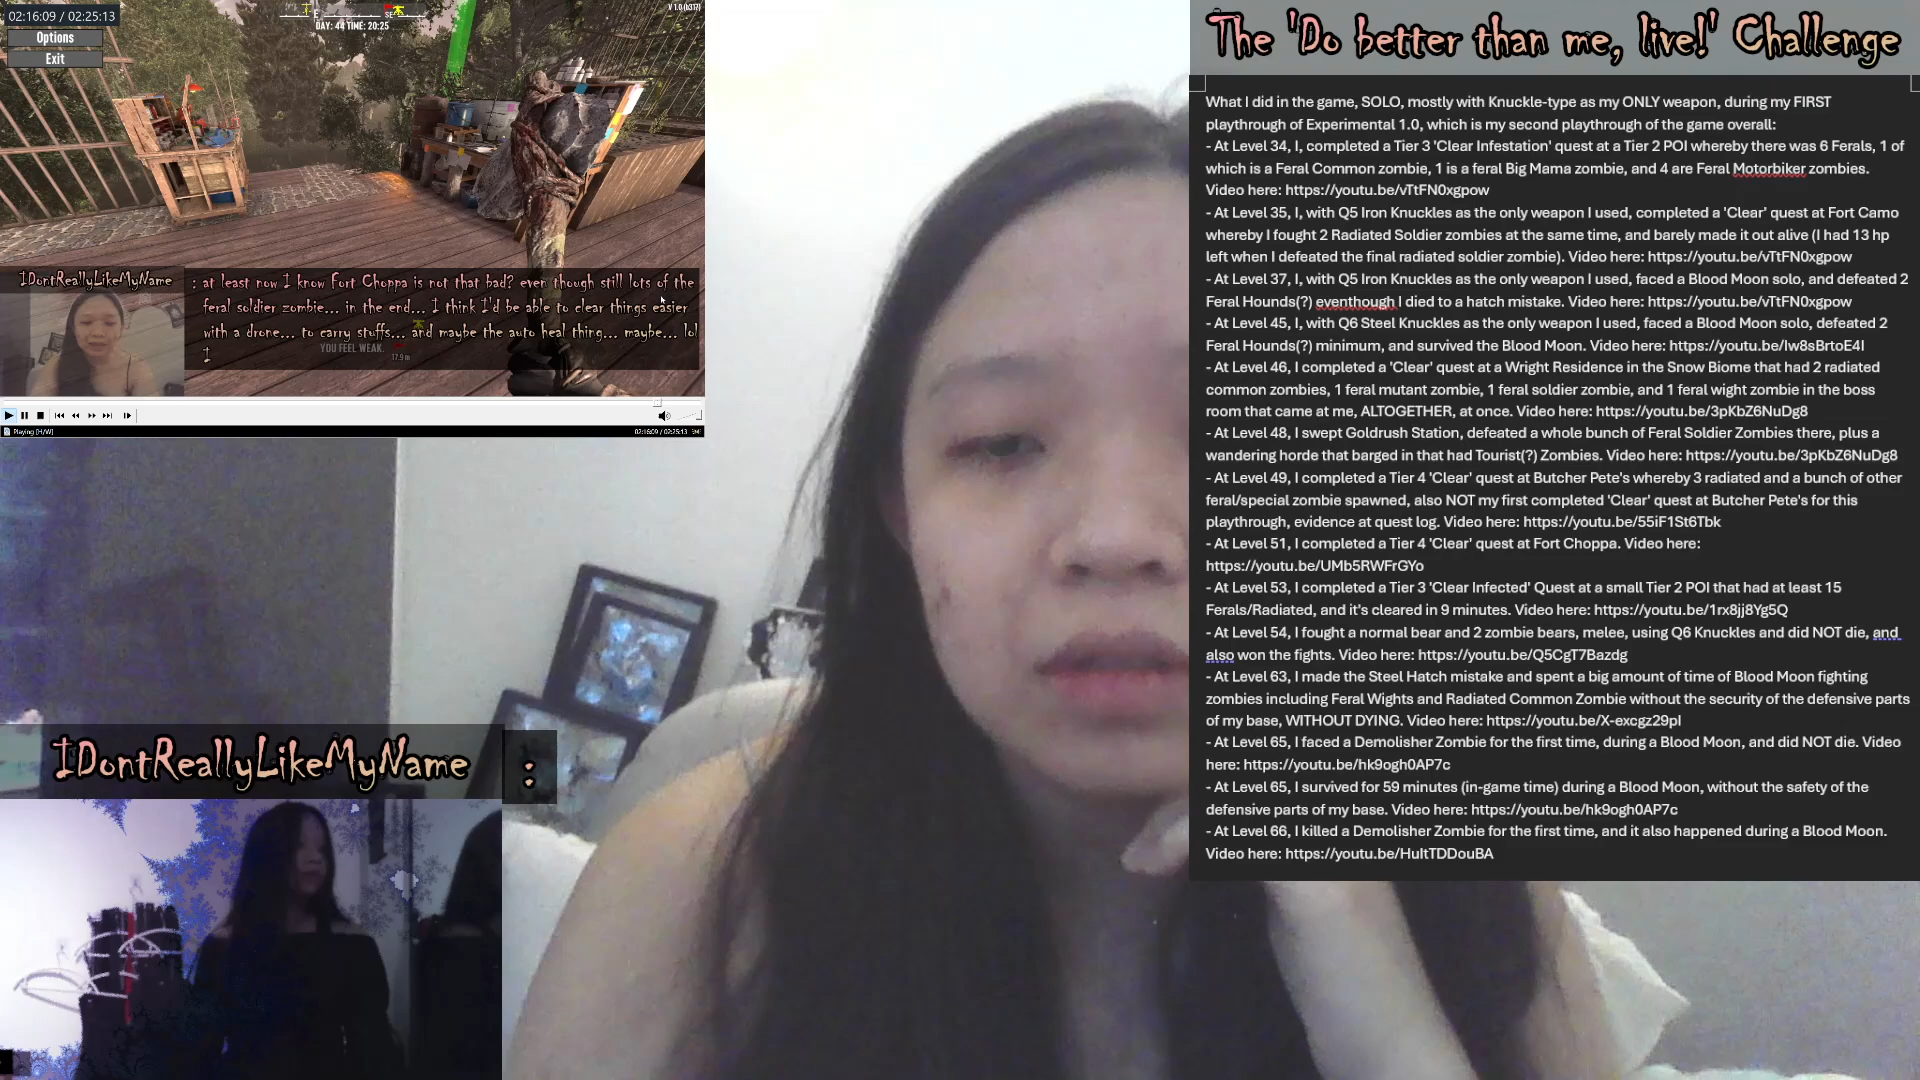 02:16:09 / 02:25:13
Options
Exit
E
SE
DAY: 44 TIME: 20:25
V 1.0 (b317)
IDontReallyLikeMyName
: at least now I know Fort Choppa is not that bad? even though still lots of the
feral soldier zombie... in the end... I think I'd be able to clear things easier
with a drone... to carry stuffs... and maybe the auto heal thing... maybe... lol
I
YOU FEEL WEAK.
17.9 m
Playing [H/W]
02:16:09 / 02:25:13
The 'Do better than me, live!' Challenge
What I did in the game, SOLO, mostly with Knuckle-type as my ONLY weapon, during my FIRST
playthrough of Experimental 1.0, which is my second playthrough of the game overall:
- At Level 34, I, completed a Tier 3 'Clear Infestation' quest at a Tier 2 POI whereby there was 6 Ferals, 1 of
which is a Feral Common zombie, 1 is a feral Big Mama zombie, and 4 are Feral Motorbiker zombies.
Video here: https://youtu.be/vTtFN0xgpow
- At Level 35, I, with Q5 Iron Knuckles as the only weapon I used, completed a 'Clear' quest at Fort Camo
whereby I fought 2 Radiated Soldier zombies at the same time, and barely made it out alive (I had 13 hp
left when I defeated the final radiated soldier zombie). Video here: https://youtu.be/vTtFN0xgpow
- At Level 37, I, with Q5 Iron Knuckles as the only weapon I used, faced a Blood Moon solo, and defeated 2
Feral Hounds(?) eventhough I died to a hatch mistake. Video here: https://youtu.be/vTtFN0xgpow
- At Level 45, I, with Q6 Steel Knuckles as the only weapon I used, faced a Blood Moon solo, defeated 2
Feral Hounds(?) minimum, and survived the Blood Moon. Video here: https://youtu.be/Iw8sBrtoE4I
- At Level 46, I completed a 'Clear' quest at a Wright Residence in the Snow Biome that had 2 radiated
common zombies, 1 feral mutant zombie, 1 feral soldier zombie, and 1 feral wight zombie in the boss
room that came at me, ALTOGETHER, at once. Video here: https://youtu.be/3pKbZ6NuDg8
- At Level 48, I swept Goldrush Station, defeated a whole bunch of Feral Soldier Zombies there, plus a
wandering horde that barged in that had Tourist(?) Zombies. Video here: https://youtu.be/3pKbZ6NuDg8
- At Level 49, I completed a Tier 4 'Clear' quest at Butcher Pete's whereby 3 radiated and a bunch of other
feral/special zombie spawned, also NOT my first completed 'Clear' quest at Butcher Pete's for this
playthrough, evidence at quest log. Video here: https://youtu.be/55iF1St6Tbk
- At Level 51, I completed a Tier 4 'Clear' quest at Fort Choppa. Video here:
https://youtu.be/UMb5RWFrGYo
- At Level 53, I completed a Tier 3 'Clear Infected' Quest at a small Tier 2 POI that had at least 15
Ferals/Radiated, and it's cleared in 9 minutes. Video here: https://youtu.be/1rx8jj8Yg5Q
- At Level 54, I fought a normal bear and 2 zombie bears, melee, using Q6 Knuckles and did NOT die, and
also won the fights. Video here: https://youtu.be/Q5CgT7Bazdg
- At Level 63, I made the Steel Hatch mistake and spent a big amount of time of Blood Moon fighting
zombies including Feral Wights and Radiated Common Zombie without the security of the defensive parts
of my base, WITHOUT DYING. Video here: https://youtu.be/X-excgz29pI
- At Level 65, I faced a Demolisher Zombie for the first time, during a Blood Moon, and did NOT die. Video
here: https://youtu.be/hk9ogh0AP7c
- At Level 65, I survived for 59 minutes (in-game time) during a Blood Moon, without the safety of the
defensive parts of my base. Video here: https://youtu.be/hk9ogh0AP7c
- At Level 66, I killed a Demolisher Zombie for the first time, and it also happened during a Blood Moon.
Video here: https://youtu.be/HuItTDDouBA
IDontReallyLikeMyName
: